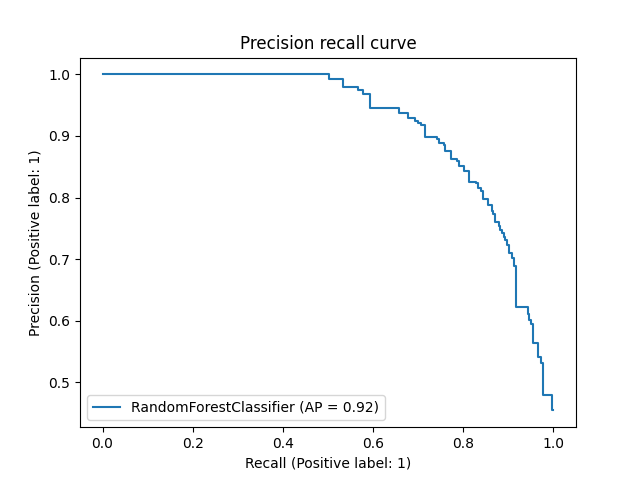 Precision recall curve
1.0
0.9
0.8
0.7
0.6
0.5
Precision (Positive label: 1)
RandomForestClassifier (AP = 0.92)
0.0 0.2 0.4 0.6 0.8 1.0
Recall (Positive label: 1)